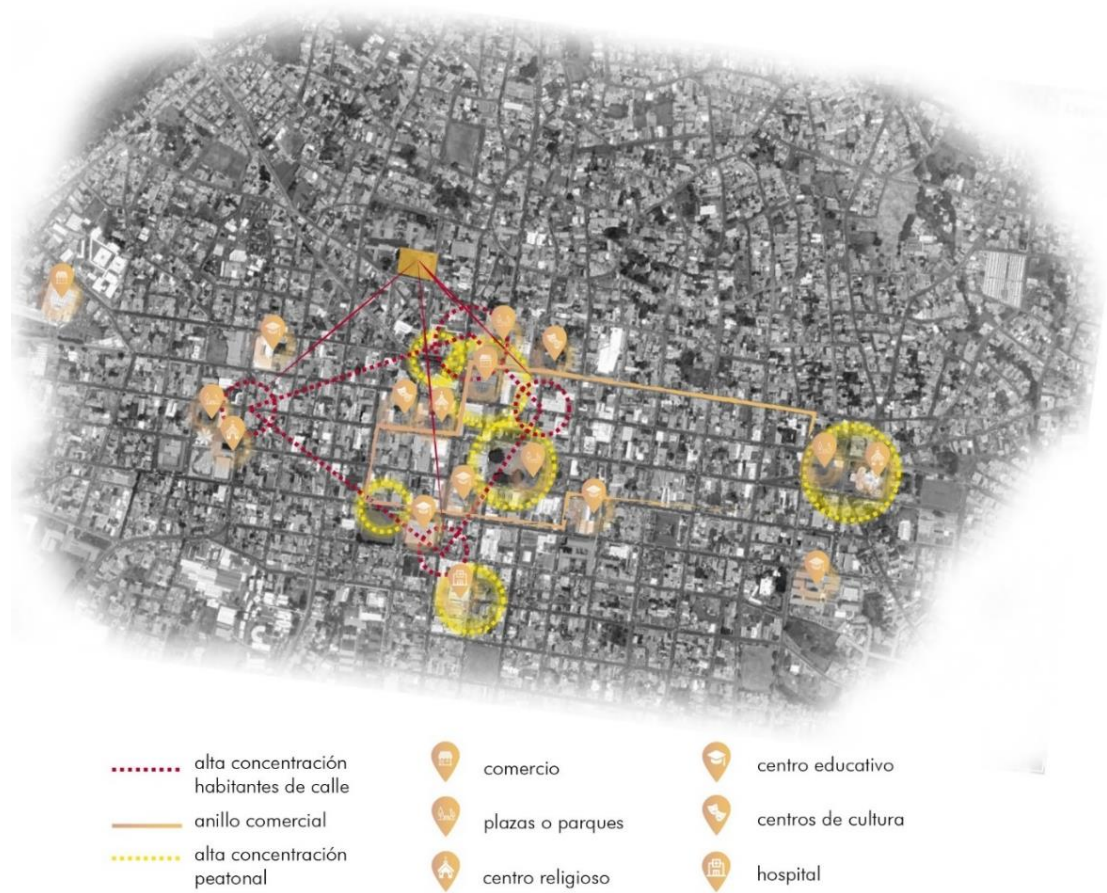 alta concentración
habitantes de calle
anillo comercial
alta concentración
peatonal
comercio
plazas o parques
centro religioso
centro educativo
centros de cultura
hospital